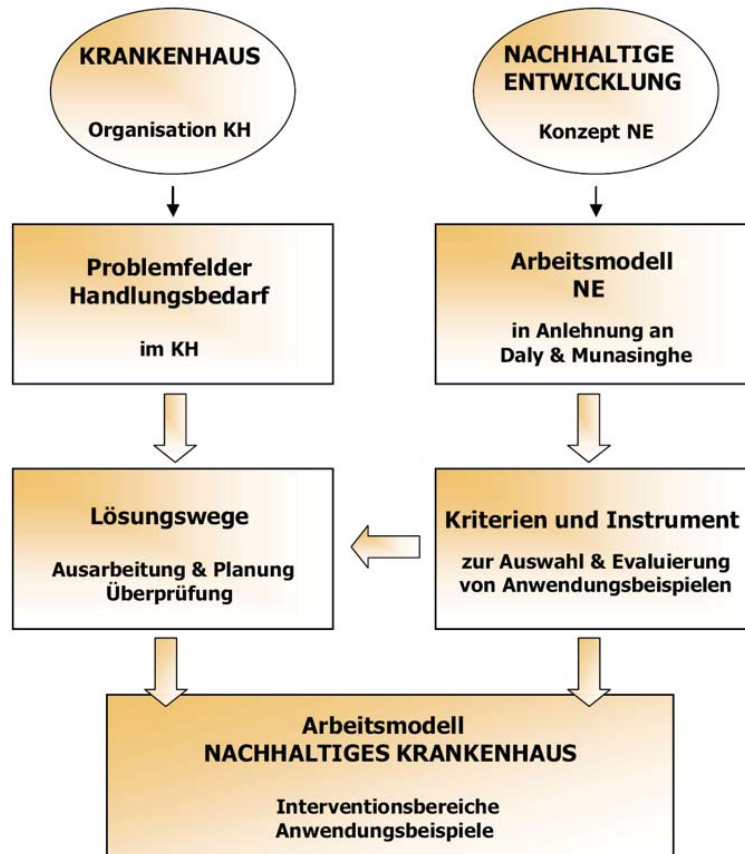 KRANKENHAUS
Organisation KH
NACHHALTIGE
ENTWICKLUNG
Konzept NE
Problemfelder
Handlungsbedarf
im KH
Arbeitsmodell
NE
in Anlehnung an
Daly & Munasinghe
Lösungswege
Ausarbeitung & Planung
Überprüfung
Kriterien und Instrument
zur Auswahl & Evaluierung
von Anwendungsbeispielen
Arbeitsmodell
NACHHALTIGES KRANKENHAUS
Interventionsbereiche
Anwendungsbeispiele